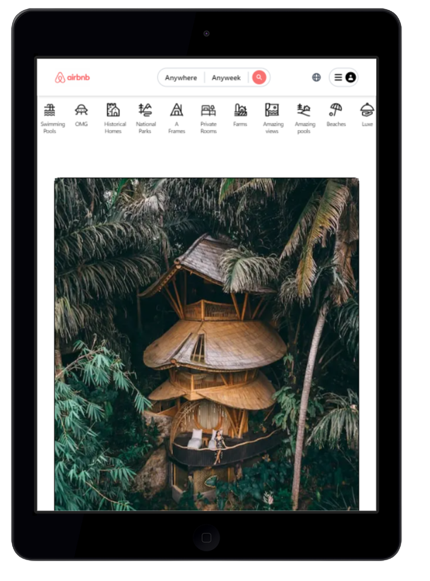 airbnb
Anywhere
Anyweek
Swimming
Pools
OMG
Historical
Homes
National
Parks
A
Frames
Private
Rooms
Farms
Amazing
views
Amazing
pools
Beaches
Luxe